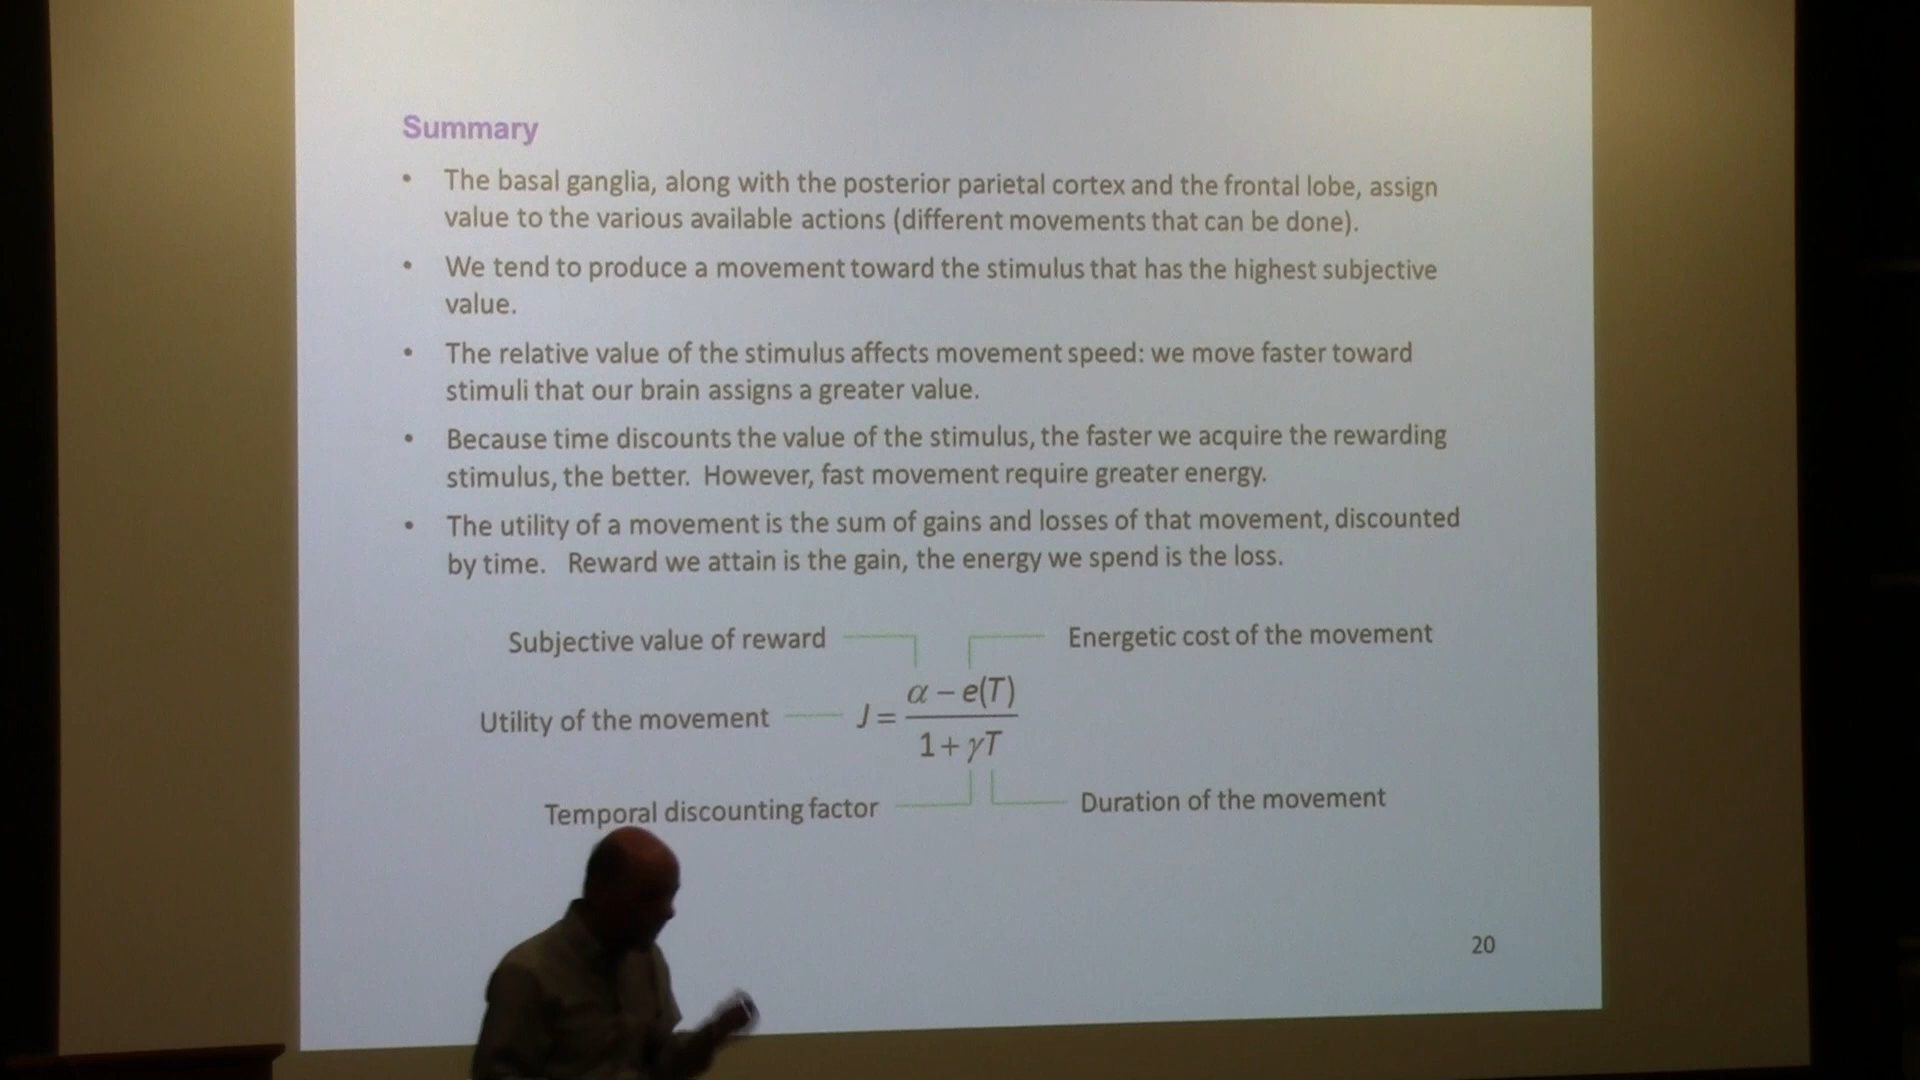 Summary
• The basal ganglia, along with the posterior parietal cortex and the frontal lobe, assign
value to the various available actions (different movements that can be done).
• We tend to produce a movement toward the stimulus that has the highest subjective
value.
• The relative value of the stimulus affects movement speed: we move faster toward
stimuli that our brain assigns a greater value.
• Because time discounts the value of the stimulus, the faster we acquire the rewarding
stimulus, the better. However, fast movement require greater energy.
• The utility of a movement is the sum of gains and losses of that movement, discounted
by time. Reward we attain is the gain, the energy we spend is the loss.
Subjective value of reward
Energetic cost of the movement
α – e(T)
Utility of the movement
J =
1 + γT
Temporal discounting factor
Duration of the movement
20